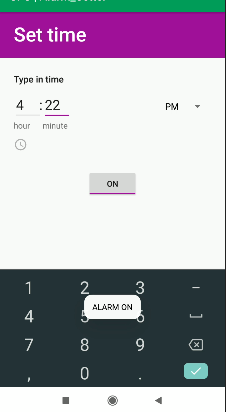 Set time
Type in time
4 : 22 PM
hour minute
ON
1 2 3 –
ALARM ON
4 5 6
7 8 9
, 0 .